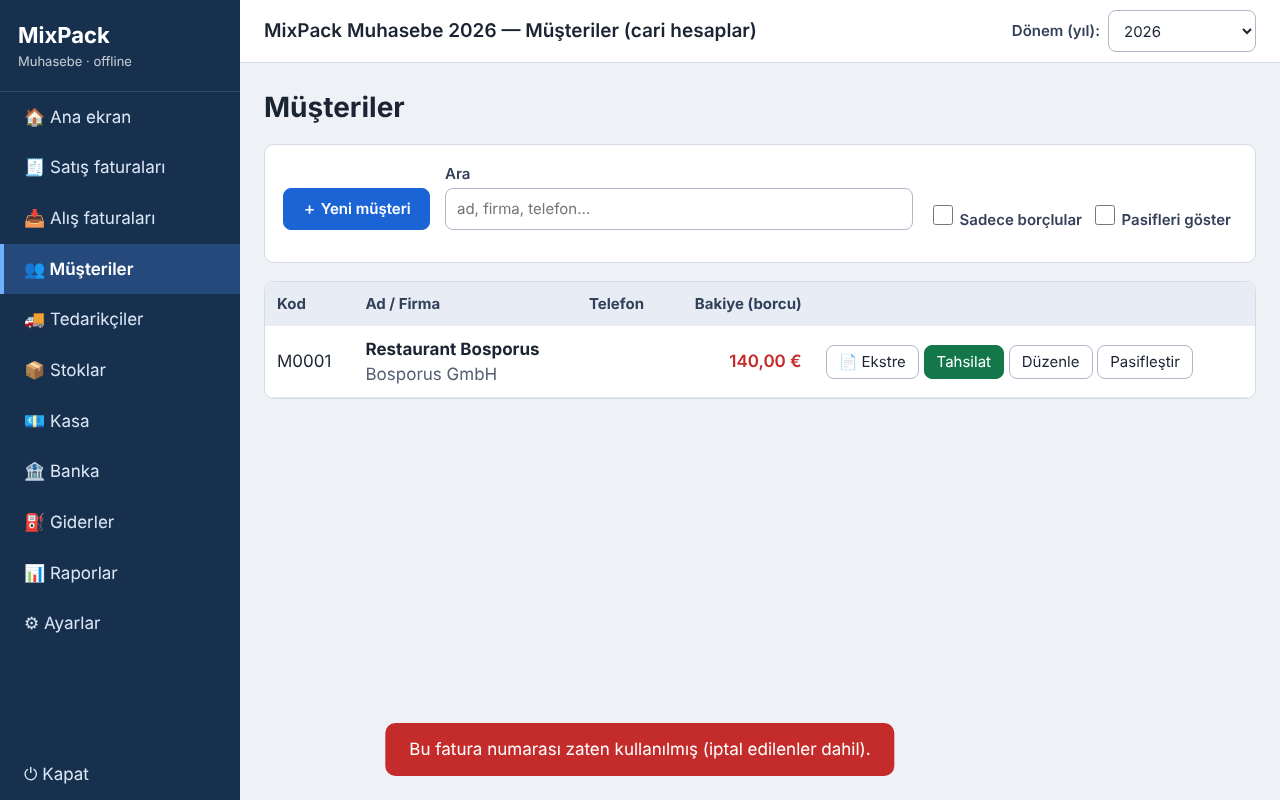 MixPack
Muhasebe · offline
🏠 Ana ekran
🧾 Satış faturaları
📥 Alış faturaları
👥 Müşteriler
🚚 Tedarikçiler
📦 Stoklar
💶 Kasa
🏦 Banka
⛽ Giderler
📊 Raporlar
⚙ Ayarlar
⏻ Kapat
MixPack Muhasebe 2026 — Müşteriler (cari hesaplar)
Dönem (yıl): 2026
Müşteriler
Ara
+ Yeni müşteri
ad, firma, telefon...
Sadece borçlular
Pasifleri göster
Kod Ad / Firma Telefon Bakiye (borcu)
M0001 Restaurant Bosporus 140,00 € 📄 Ekstre Tahsilat Düzenle Pasifleştir
Bosporus GmbH
Bu fatura numarası zaten kullanılmış (iptal edilenler dahil).